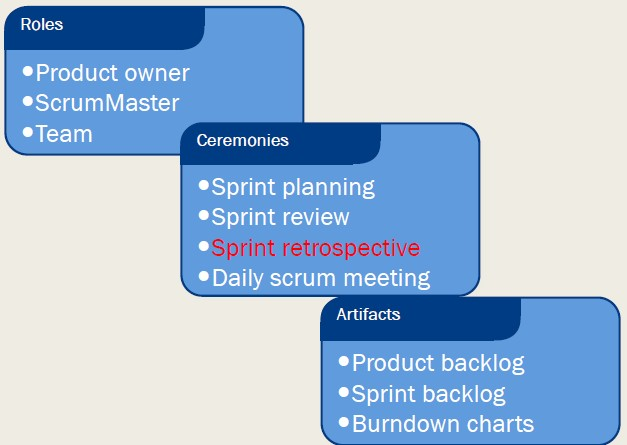 Roles
•Product owner
•ScrumMaster
•Team
Ceremonies
•Sprint planning
•Sprint review
•Sprint retrospective
•Daily scrum meeting
Artifacts
•Product backlog
•Sprint backlog
•Burndown charts